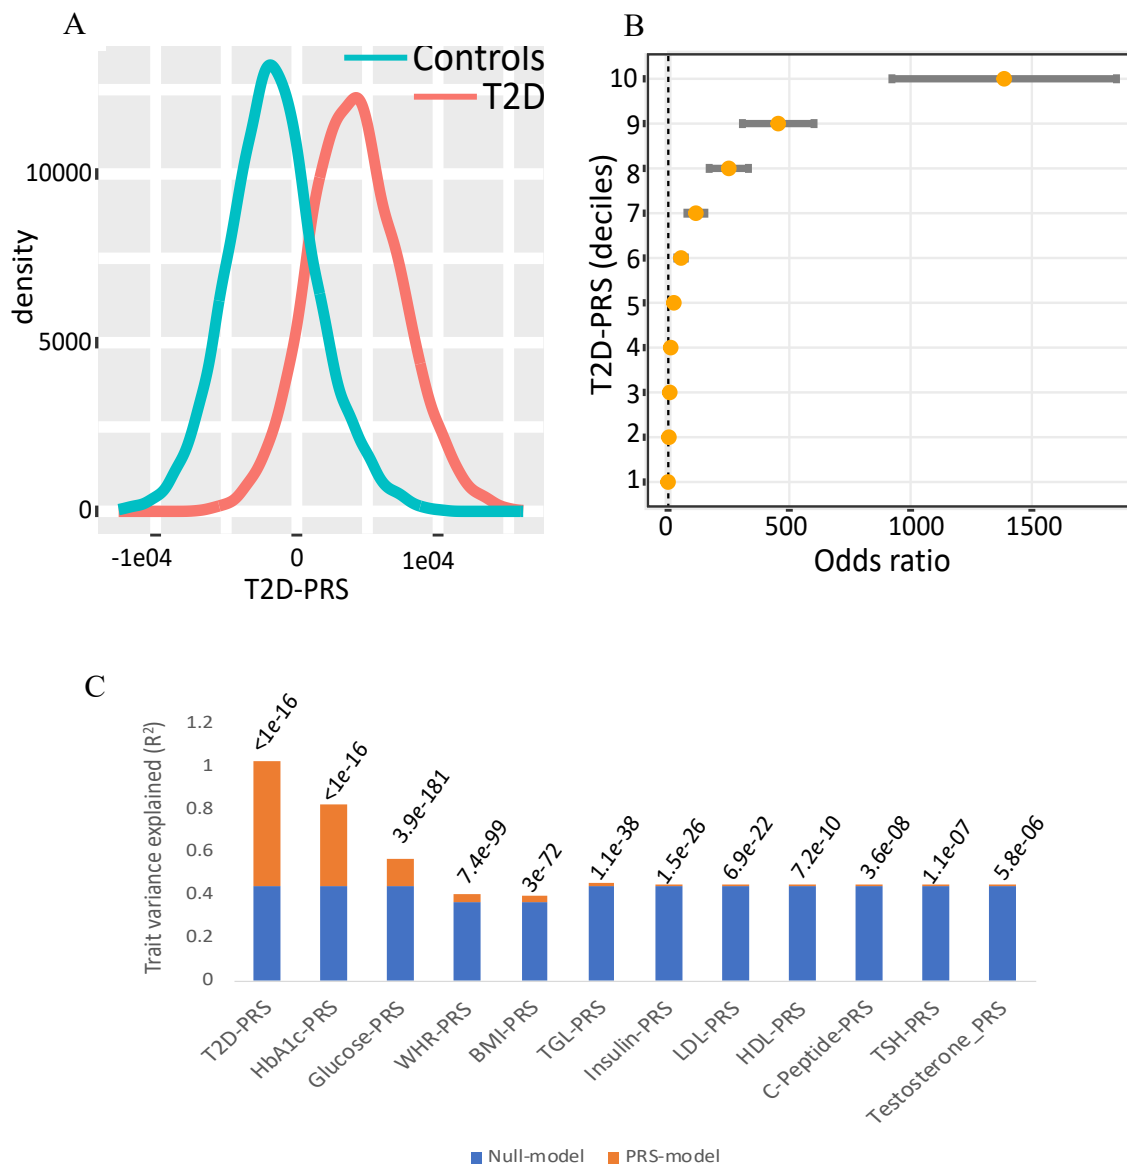 A
Controls
T2D
10000
5000
0
density
-1e04
0
1e04
T2D-PRS
B
10
9
8
7
6
5
4
3
2
1
T2D-PRS (deciles)
0
500
1000
1500
Odds ratio
C
Trait variance explained (R²)
1.2
1
0.8
0.6
0.4
0.2
0
<1e-16
<1e-16
3.9e-181
7.4e-99
3e-72
1.1e-38
1.5e-26
6.9e-22
7.2e-10
3.6e-08
1.1e-07
5.8e-06
T2D-PRS
HbA1c-PRS
Glucose-PRS
WHR-PRS
BMI-PRS
TGL-PRS
Insulin-PRS
LDL-PRS
HDL-PRS
C-Peptide-PRS
TSH-PRS
Testosterone_PRS
Null-model
PRS-model